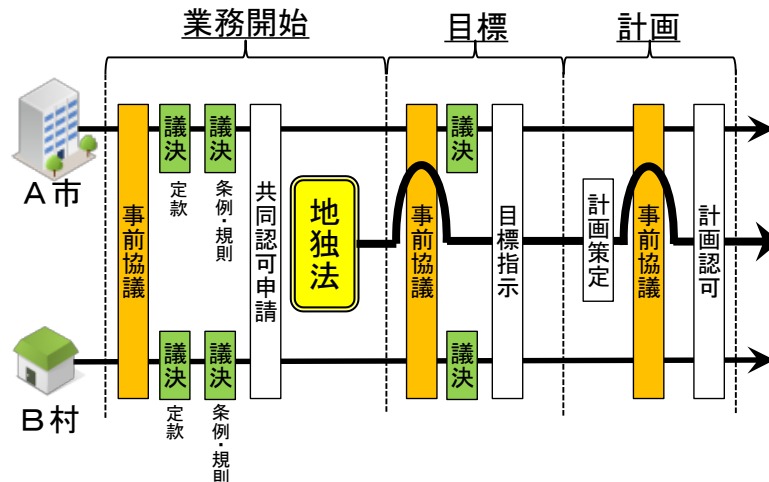 業務開始
目標
計画
A市
事前協議
議決
定款
議決
条例・規則
共同認可申請
地独法
事前協議
議決
目標指示
計画策定
事前協議
計画認可
B村
議決
定款
議決
条例・規則
議決